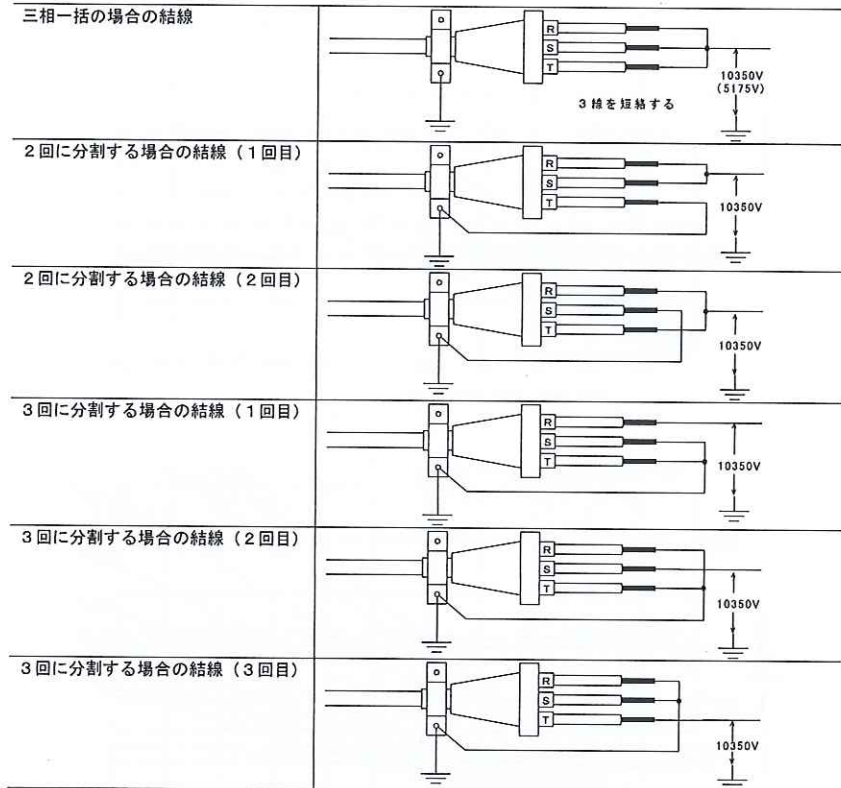 三相一括の場合の結線
R
S
T
3線を短絡する
10350V
(5175V)
2回に分割する場合の結線(1回目)
R
S
T
10350V
2回に分割する場合の結線(2回目)
R
S
T
10350V
3回に分割する場合の結線(1回目)
R
S
T
10350V
3回に分割する場合の結線(2回目)
R
S
T
10350V
3回に分割する場合の結線(3回目)
R
S
T
10350V